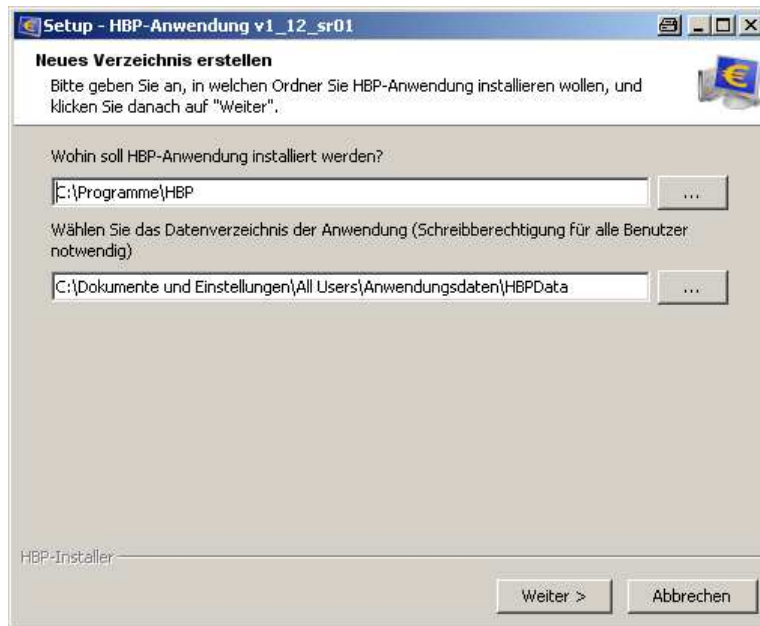 Setup - HBP-Anwendung v1_12_sr01
Neues Verzeichnis erstellen
Bitte geben Sie an, in welchen Ordner Sie HBP-Anwendung installieren wollen, und
klicken Sie danach auf "Weiter".
Wohin soll HBP-Anwendung installiert werden?
C:\Programme\HBP
...
Wählen Sie das Datenverzeichnis der Anwendung (Schreibberechtigung für alle Benutzer
notwendig)
C:\Dokumente und Einstellungen\All Users\Anwendungsdaten\HBPData
...
HBP-Installer
Weiter >
Abbrechen